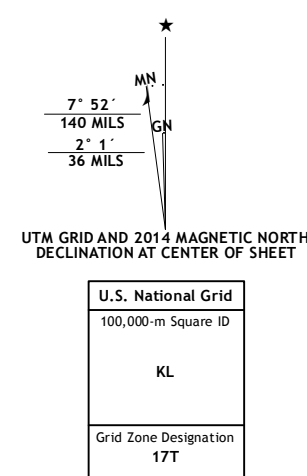 ★
MN
7° 52´
140 MILS
GN
2° 1´
36 MILS
UTM GRID AND 2014 MAGNETIC NORTH
DECLINATION AT CENTER OF SHEET
U.S. National Grid
100,000-m Square ID
KL
Grid Zone Designation
17T